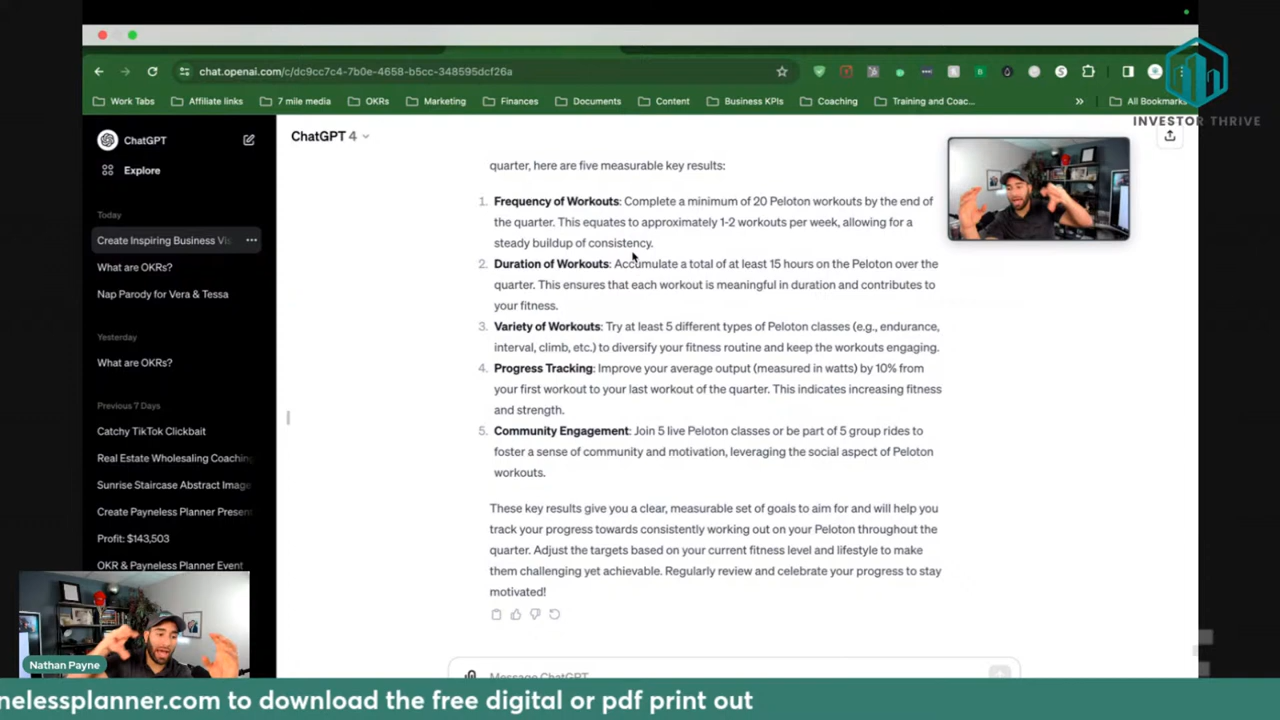 chat.openai.com/c/dc9cc7c4-7b0e-4658-b5cc-348595dcf26a
Work Tabs
Affiliate links
7 mile media
OKRs
Marketing
Finances
Documents
Content
Business KPIs
Coaching
Training and Coac...
»
All Bookmarks
INVESTOR THRIVE
ChatGPT
Explore
Today
Create Inspiring Business Vis
What are OKRs?
Nap Parody for Vera & Tessa
Yesterday
What are OKRs?
Previous 7 Days
Catchy TikTok Clickbait
Real Estate Wholesaling Coaching
Sunrise Staircase Abstract Image
Create Payneless Planner Present
Profit: $143,503
OKR & Payneless Planner Event
ChatGPT 4
quarter, here are five measurable key results:
1. Frequency of Workouts: Complete a minimum of 20 Peloton workouts by the end of
the quarter. This equates to approximately 1-2 workouts per week, allowing for a
steady buildup of consistency.
2. Duration of Workouts: Accumulate a total of at least 15 hours on the Peloton over the
quarter. This ensures that each workout is meaningful in duration and contributes to
your fitness.
3. Variety of Workouts: Try at least 5 different types of Peloton classes (e.g., endurance,
interval, climb, etc.) to diversify your fitness routine and keep the workouts engaging.
4. Progress Tracking: Improve your average output (measured in watts) by 10% from
your first workout to your last workout of the quarter. This indicates increasing fitness
and strength.
5. Community Engagement: Join 5 live Peloton classes or be part of 5 group rides to
foster a sense of community and motivation, leveraging the social aspect of Peloton
workouts.
These key results give you a clear, measurable set of goals to aim for and will help you
track your progress towards consistently working out on your Peloton throughout the
quarter. Adjust the targets based on your current fitness level and lifestyle to make
them challenging yet achievable. Regularly review and celebrate your progress to stay
motivated!
Message ChatGPT
Nathan Payne
nelessplanner.com to download the free digital or pdf print out